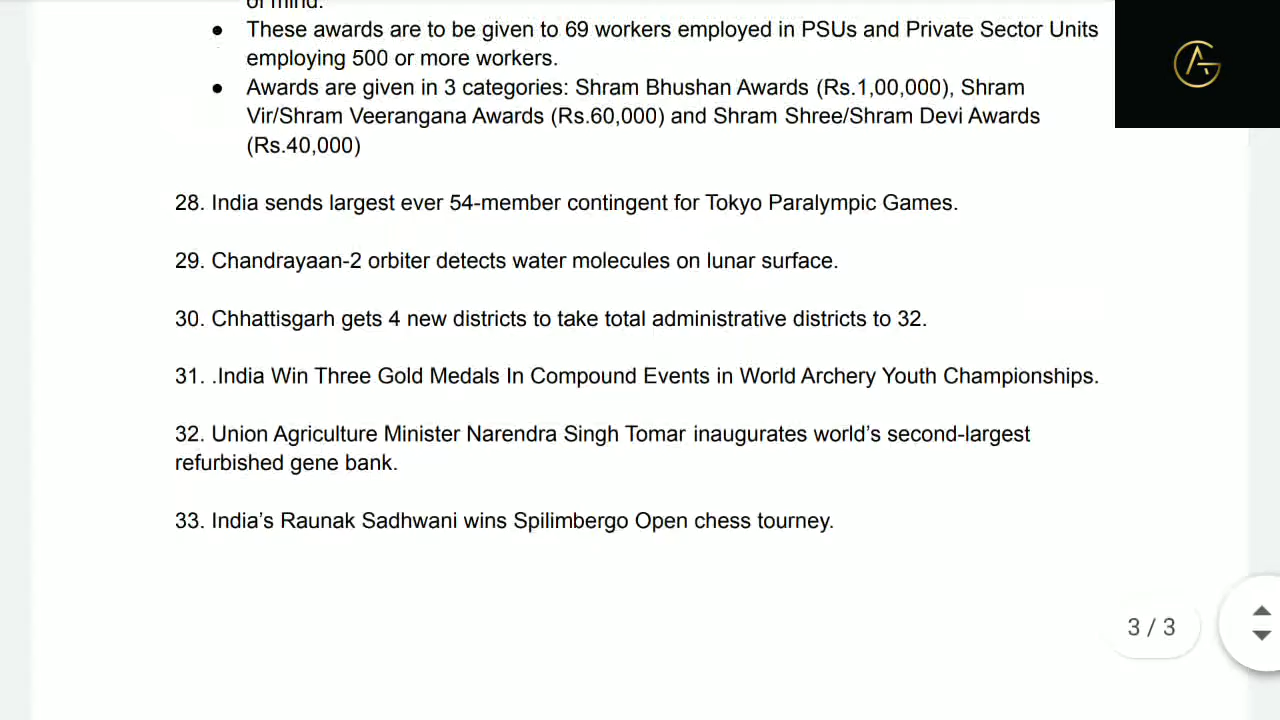 of mind.
● These awards are to be given to 69 workers employed in PSUs and Private Sector Units
employing 500 or more workers.
● Awards are given in 3 categories: Shram Bhushan Awards (Rs.1,00,000), Shram
Vir/Shram Veerangana Awards (Rs.60,000) and Shram Shree/Shram Devi Awards
(Rs.40,000)
28. India sends largest ever 54-member contingent for Tokyo Paralympic Games.
29. Chandrayaan-2 orbiter detects water molecules on lunar surface.
30. Chhattisgarh gets 4 new districts to take total administrative districts to 32.
31. .India Win Three Gold Medals In Compound Events in World Archery Youth Championships.
32. Union Agriculture Minister Narendra Singh Tomar inaugurates world's second-largest
refurbished gene bank.
33. India's Raunak Sadhwani wins Spilimbergo Open chess tourney.
3 / 3